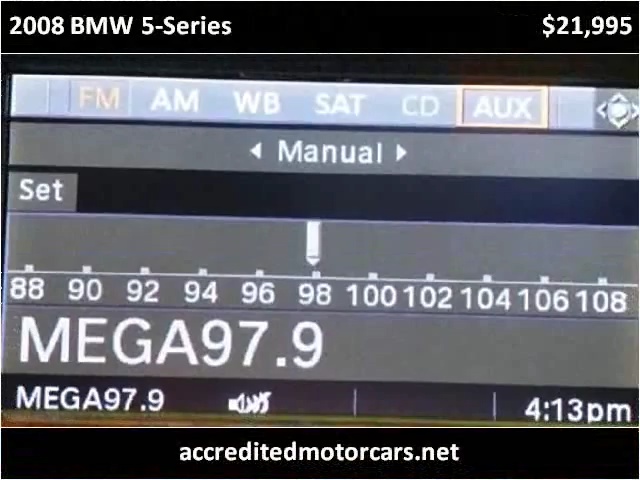 2008 BMW 5-Series $21,995
FM AM WB SAT CD AUX
Manual
Set
88 90 92 94 96 98 100 102 104 106 108
MEGA97.9
MEGA97.9 4:13pm
accreditedmotorcars.net